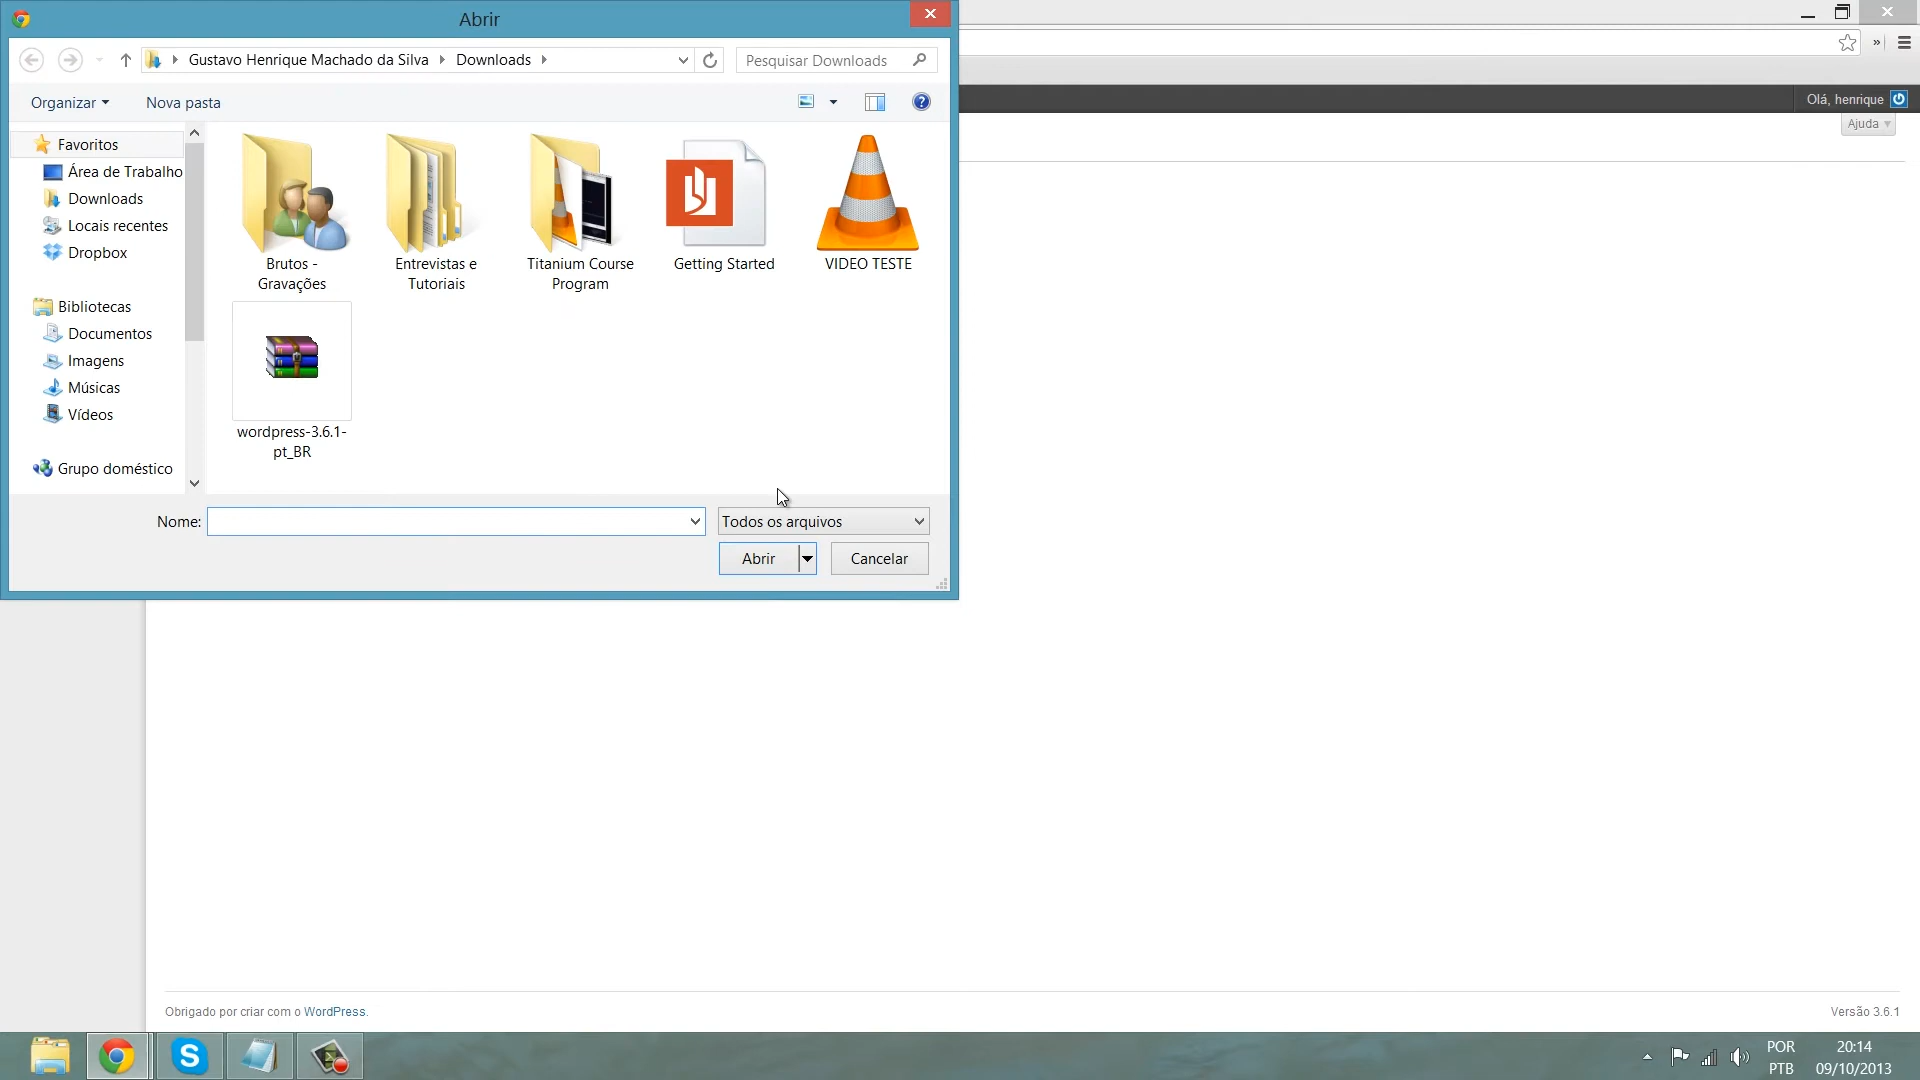 Abrir
Gustavo Henrique Machado da Silva
Downloads
Pesquisar Downloads
Organizar
Nova pasta
Olá, henrique
Ajuda
Favoritos
Área de Trabalho
Downloads
Locais recentes
Dropbox
Bibliotecas
Documentos
Imagens
Músicas
Vídeos
Grupo doméstico
Brutos -
Gravações
Entrevistas e
Tutoriais
Titanium Course
Program
Getting Started
VIDEO TESTE
wordpress-3.6.1-
pt_BR
Nome:
Todos os arquivos
Abrir
Cancelar
Obrigado por criar com o WordPress.
Versão 3.6.1
POR
PTB
20:14
09/10/2013